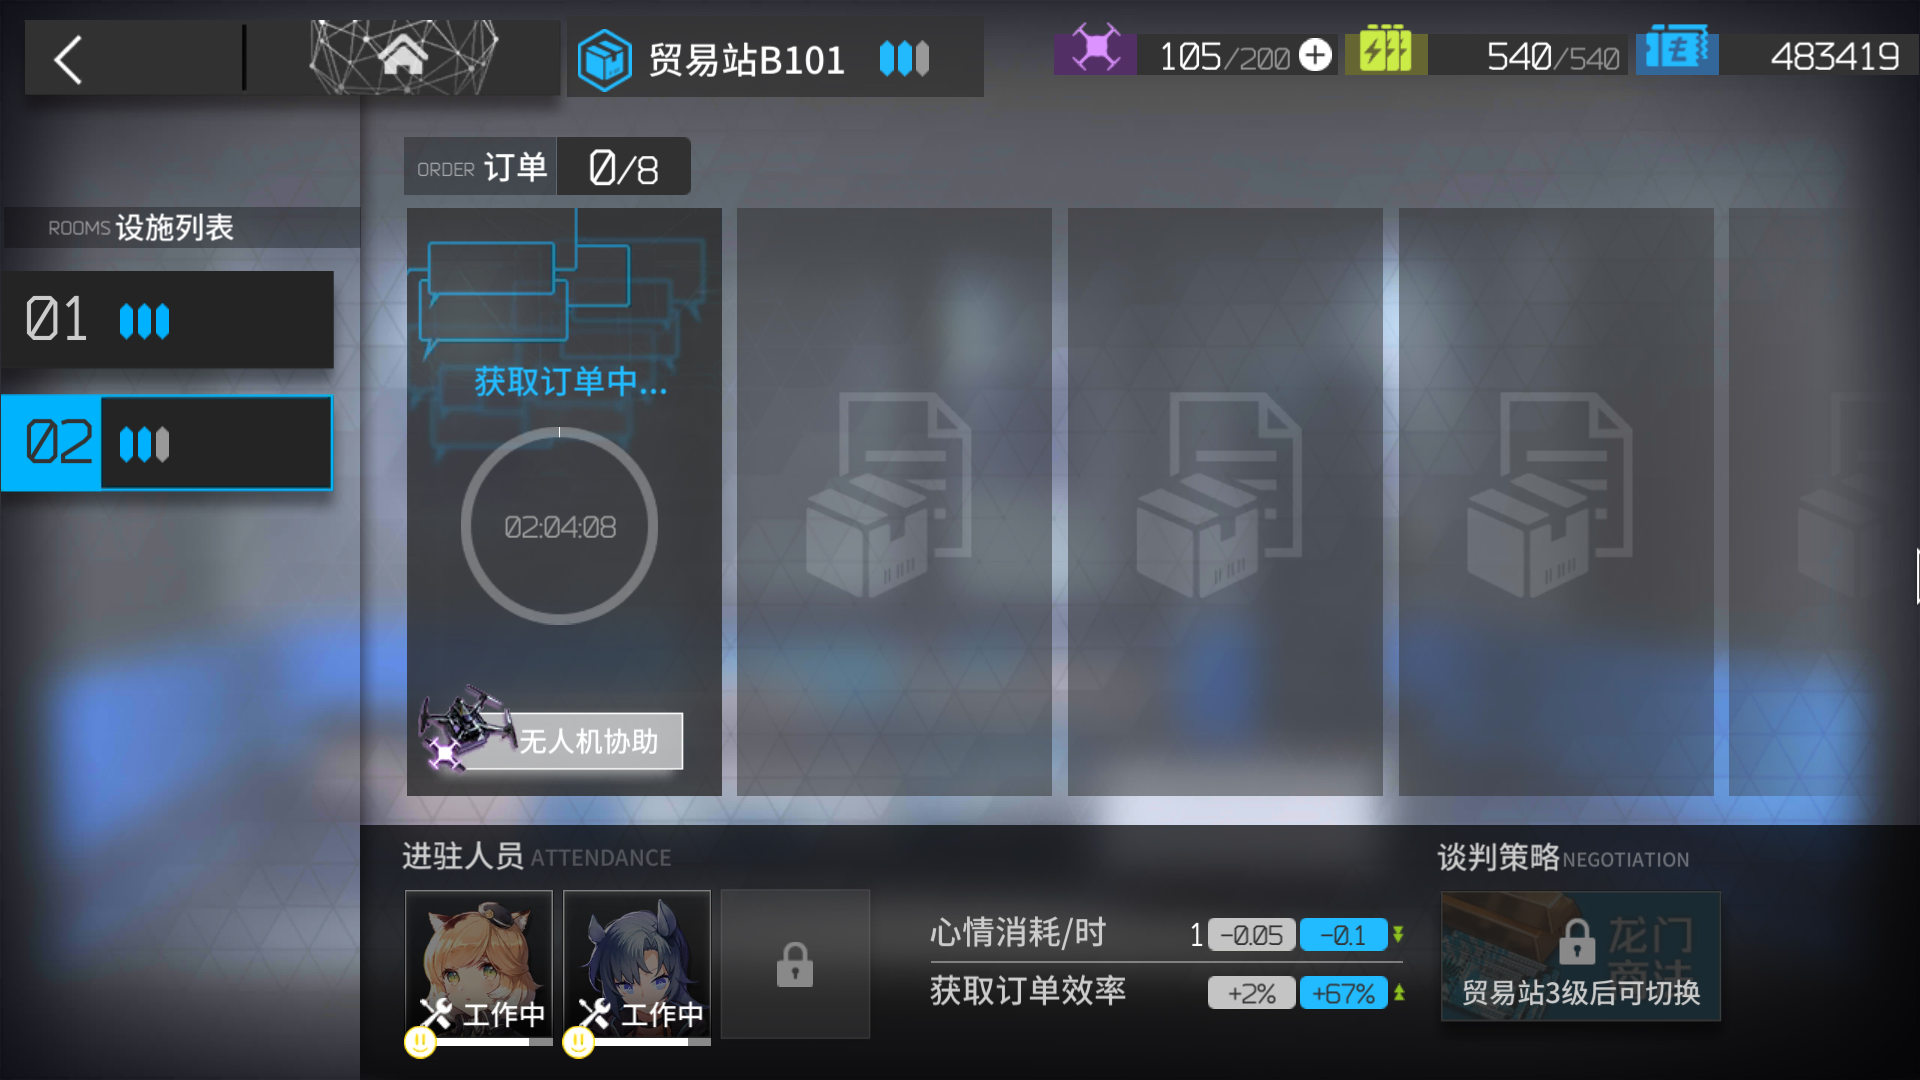 贸易站B101
105/200
540/540
483419
ORDER 订单 0/8
ROOMS 设施列表
01
02
获取订单中...
02:04:08
无人机协助
进驻人员 ATTENDANCE
工作中
工作中
心情消耗/时 1 -0.05 -0.1
获取订单效率 +2% +67%
谈判策略 NEGOTIATION
龙门
商法
贸易站3级后可切换